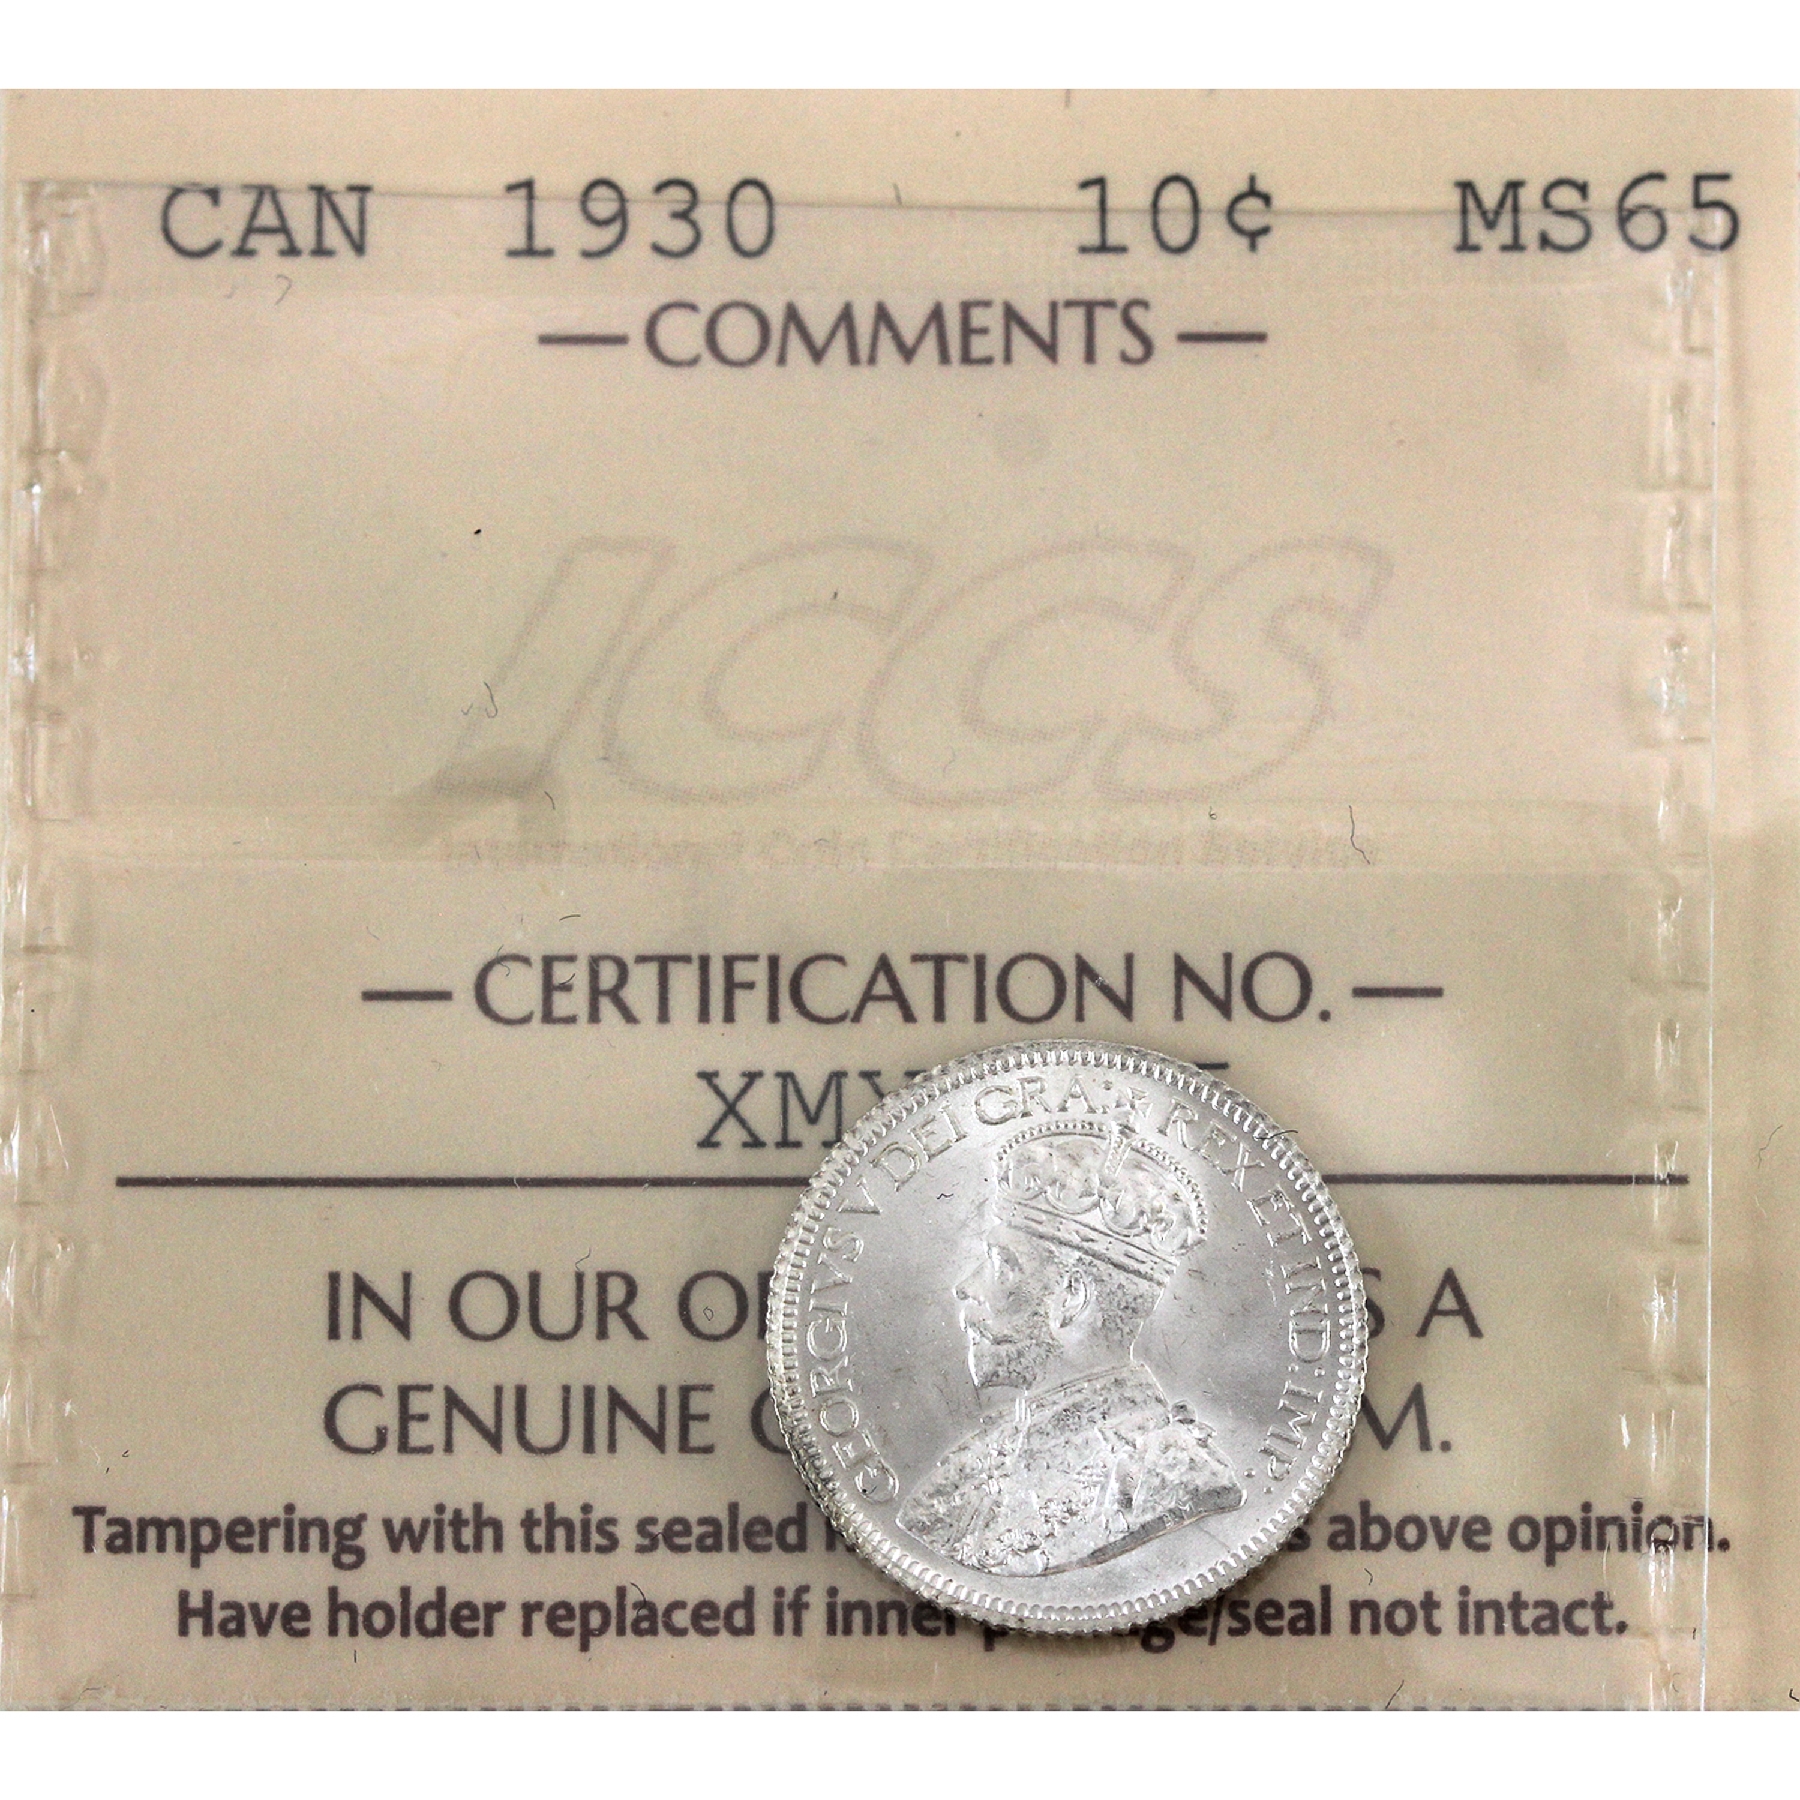 CAN 1930 10¢ MS65
— COMMENTS —
ICCS
— CERTIFICATION NO. —
XM
GEORGIVS V DEI GRA: REX ET IND: IMP:
IN OUR A
GENUINE M.
Tampering with this sealed above opinion.
Have holder replaced if inner /seal not intact.